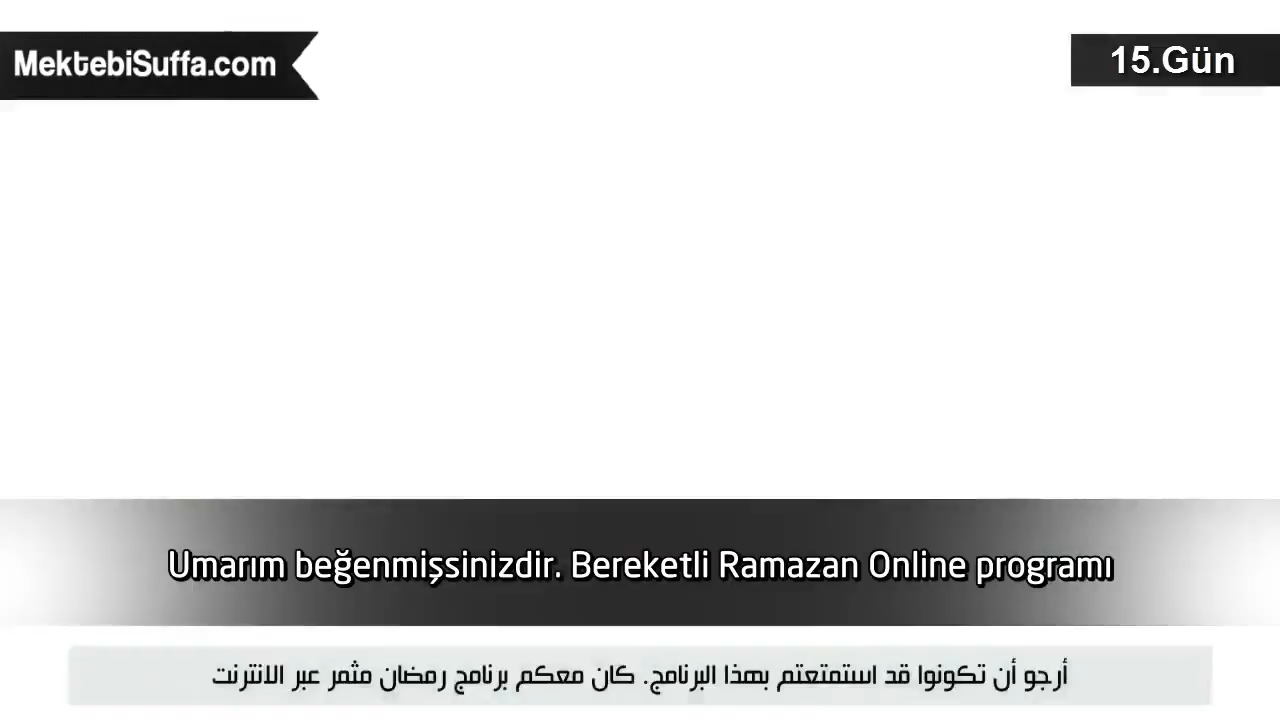 MektebiSuffa.com
15.Gün
Umarım beğenmişsinizdir. Bereketli Ramazan Online programı
أرجو أن تكونوا قد استمتعتم بهذا البرنامج. كان معكم برنامج رمضان مثمر عبر الانترنت